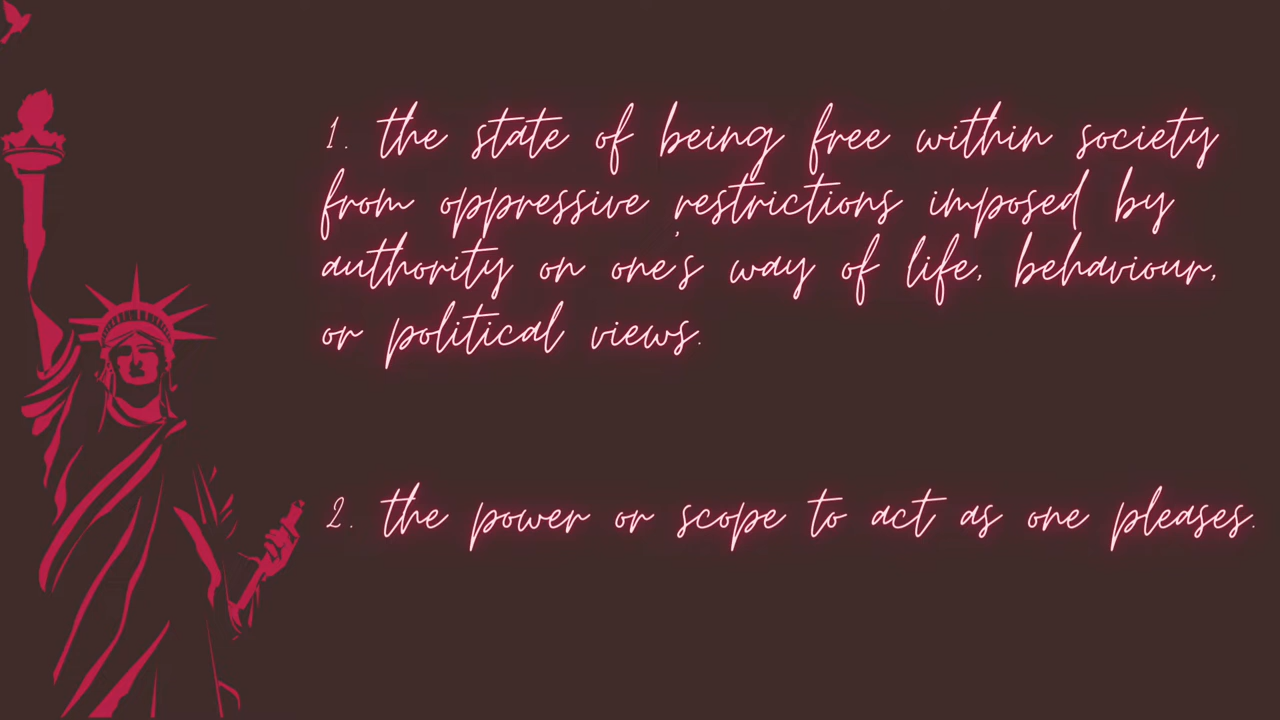 1. the state of being free within society
from oppressive restrictions imposed by
authority on one's way of life, behaviour,
or political views.
2. the power or scope to act as one pleases.